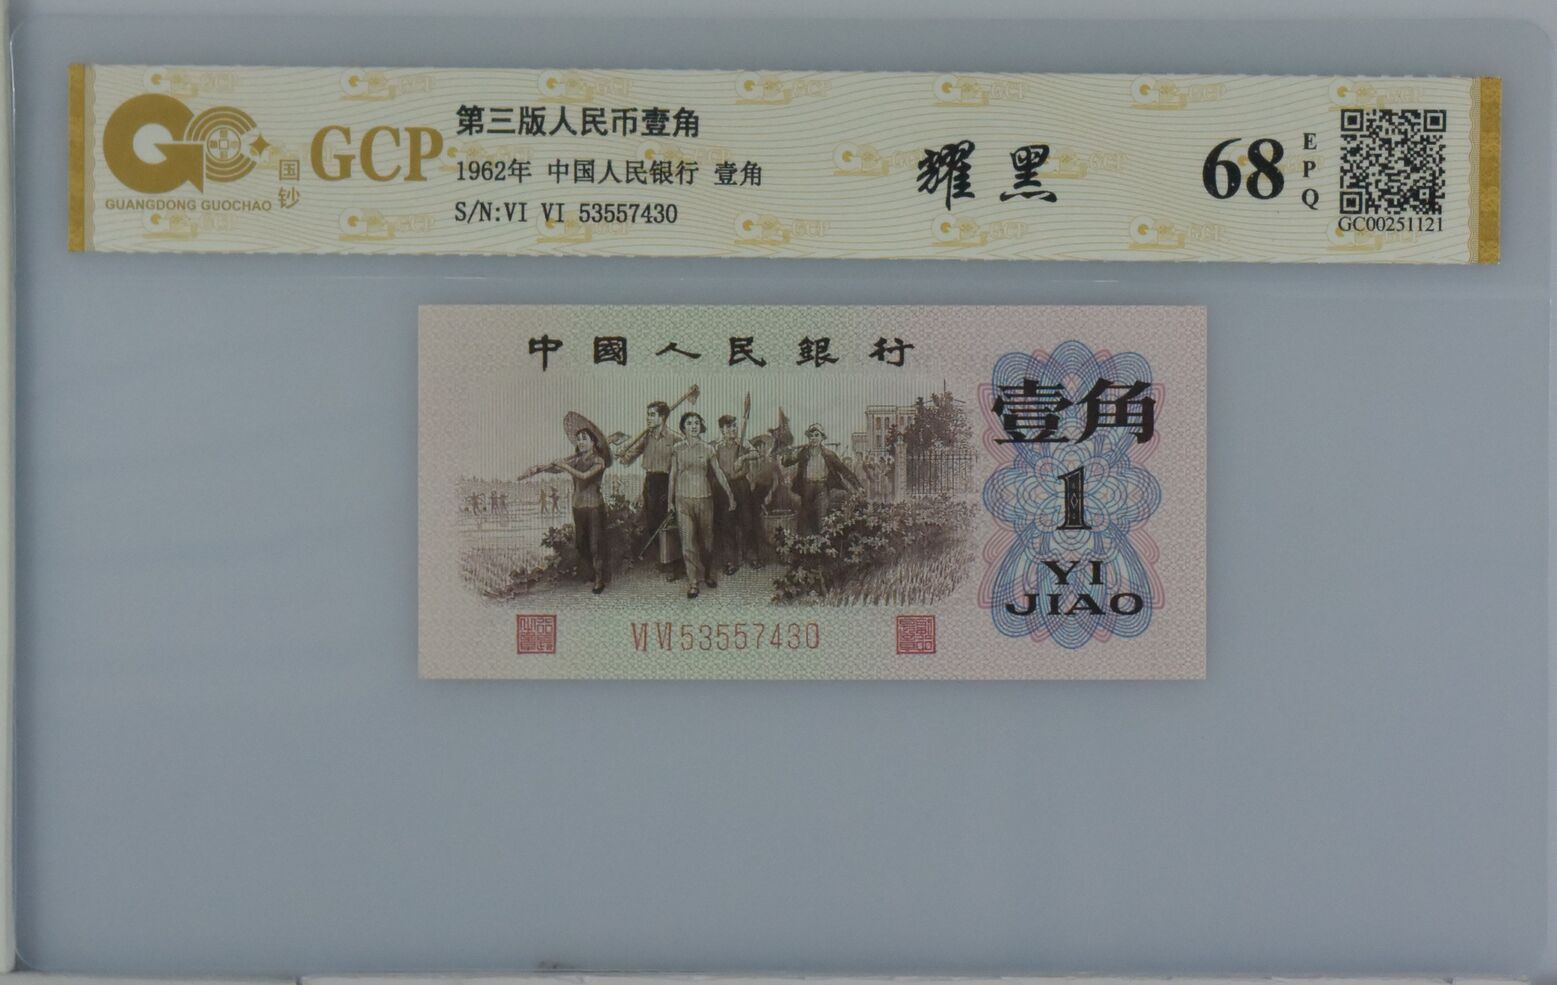 国钞
GUANGDONG GUOCHAO
GCP
第三版人民币壹角
1962年 中国人民银行 壹角
S/N:VI VI 53557430
耀黑
68
EPQ
GC00251121
中國人民銀行
壹角
1
YI
JIAO
VI VI 53557430